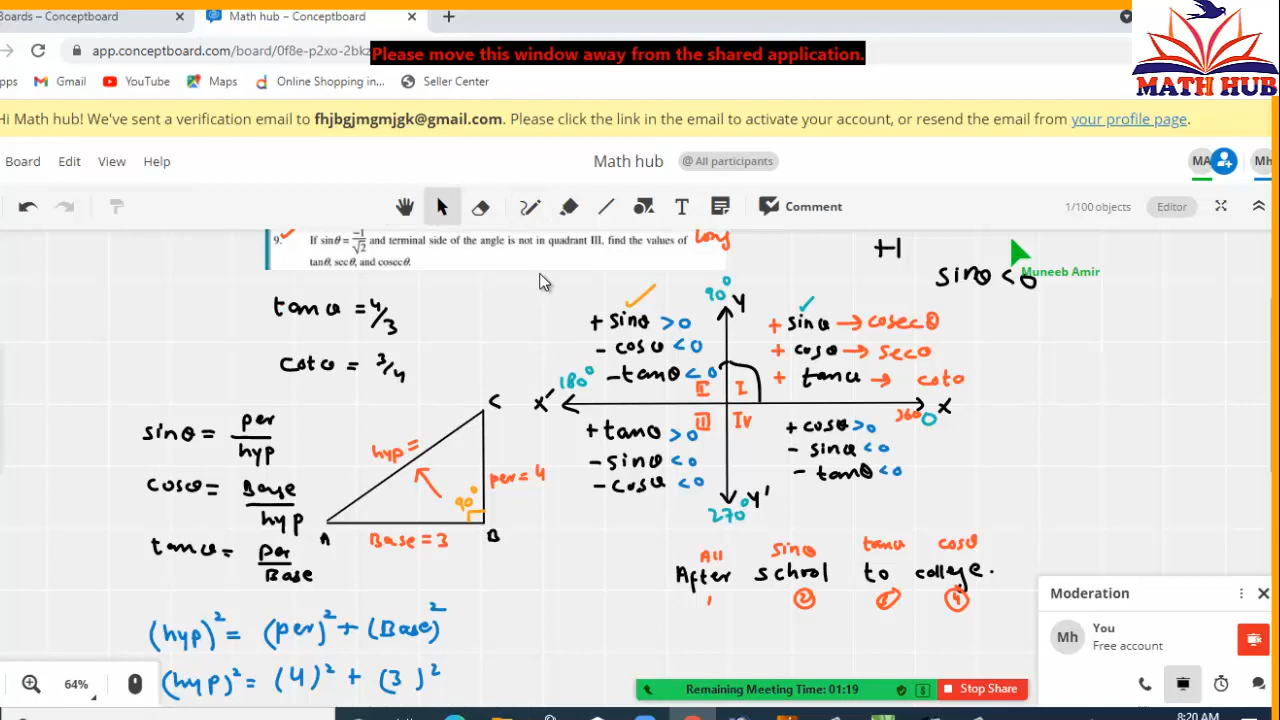 Boards – Conceptboard
Math hub – Conceptboard
app.conceptboard.com/board/0f8e-p2xo-2bkz
Please move this window away from the shared application.
MATH HUB
pps
Gmail
YouTube
Maps
Online Shopping in...
Seller Center
Hi Math hub! We've sent a verification email to fhjbgjmgmjgk@gmail.com. Please click the link in the email to activate your account, or resend the email from your profile page.
Board Edit View Help
Math hub
@ All participants
MA
Mh
Comment
1/100 objects
Editor
9. If sinθ = -1/√2 and terminal side of the angle is not in quadrant III, find the values of
tanθ, secθ, and cosecθ.
long
+1
sinθ < 0
Muneeb Amir
tanθ = 4/3
cotθ = 3/4
90°
Y
+ sinθ > 0
- cosθ < 0
- tanθ < 0
+ sinθ → cosecθ
+ cosθ → secθ
+ tanθ → cotθ
180°
II
I
X'
360°
0
X
III
IV
+ tanθ > 0
- sinθ < 0
- cosθ < 0
+ cosθ > 0
- sinθ < 0
- tanθ < 0
Y'
270°
sinθ = per/hyp
cosθ = Base/hyp
tanθ = per/Base
C
hyp =
per = 4
90°
A
Base = 3
B
All sinθ tanθ cosθ
After school to college.
1 2 3 4
(hyp)² = (per)² + (Base)²
(hyp)² = (4)² + (3)²
Moderation
Mh
You
Free account
64%
Remaining Meeting Time: 01:19
Stop Share
8:20 AM